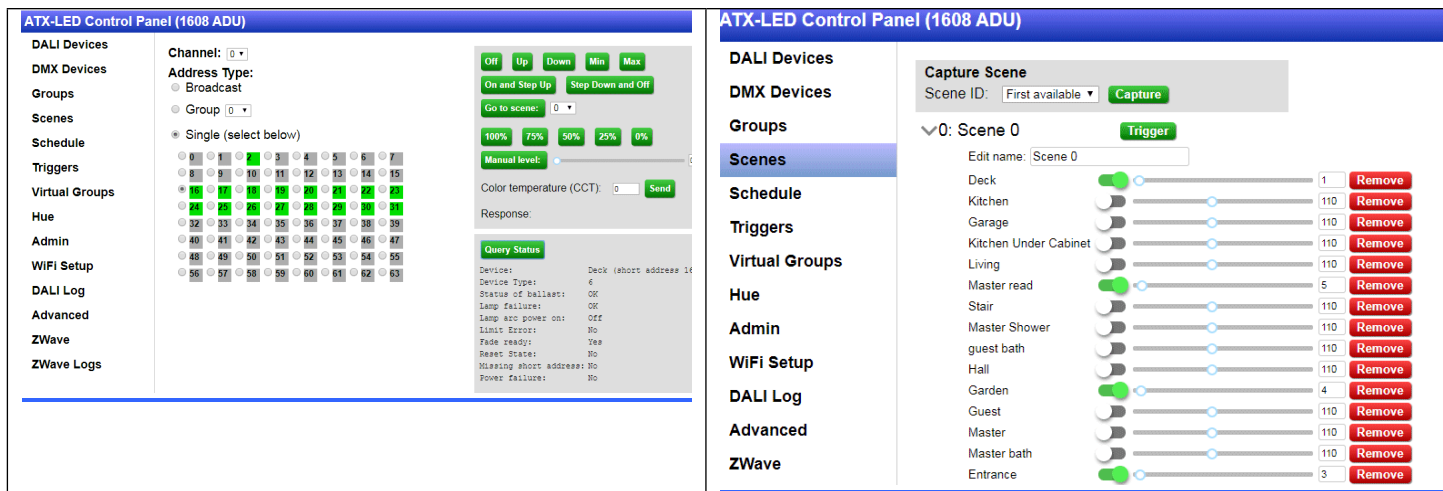 ATX-LED Control Panel (1608 ADU)
DALI Devices
DMX Devices
Groups
Scenes
Schedule
Triggers
Virtual Groups
Hue
Admin
WiFi Setup
DALI Log
Advanced
ZWave
ZWave Logs
Channel: 0
Address Type:
Broadcast
Group 0
Single (select below)
0 1 2 3 4 5 6 7
8 9 10 11 12 13 14 15
16 17 18 19 20 21 22 23
24 25 26 27 28 29 30 31
32 33 34 35 36 37 38 39
40 41 42 43 44 45 46 47
48 49 50 51 52 53 54 55
56 57 58 59 60 61 62 63
Off Up Down Min Max
On and Step Up Step Down and Off
Go to scene: 0
100% 75% 50% 25% 0%
Manual level:
Color temperature (CCT): 0 Send
Response:
Query Status
Device: Deck (short address 16
Device Type: 6
Status of ballast: OK
Lamp failure: OK
Lamp arc power on: Off
Limit Error: No
Fade ready: Yes
Reset State: No
Missing short address: No
Power failure: No
ATX-LED Control Panel (1608 ADU)
DALI Devices
DMX Devices
Groups
Scenes
Schedule
Triggers
Virtual Groups
Hue
Admin
WiFi Setup
DALI Log
Advanced
ZWave
Capture Scene
Scene ID: First available Capture
0: Scene 0 Trigger
Edit name: Scene 0
Deck 1 Remove
Kitchen 110 Remove
Garage 110 Remove
Kitchen Under Cabinet 110 Remove
Living 110 Remove
Master read 5 Remove
Stair 110 Remove
Master Shower 110 Remove
guest bath 110 Remove
Hall 110 Remove
Garden 4 Remove
Guest 110 Remove
Master 110 Remove
Master bath 110 Remove
Entrance 3 Remove